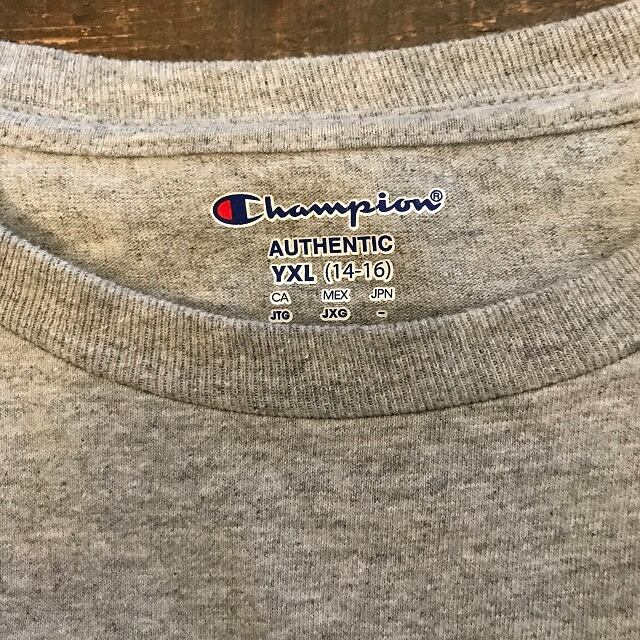 Champion®
AUTHENTIC
YXL (14-16)
CA MEX JPN
JTG JXG -